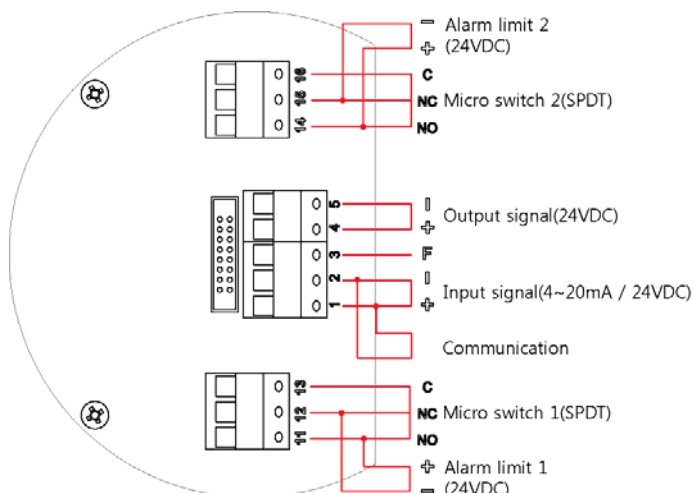 − Alarm limit 2
+ (24VDC)
16 C
15 NC Micro switch 2(SPDT)
14 NO
5 −
4 + Output signal(24VDC)
3 F
2 −
1 + Input signal(4~20mA / 24VDC)
Communication
13 C
12 NC Micro switch 1(SPDT)
11 NO
+ Alarm limit 1
− (24VDC)